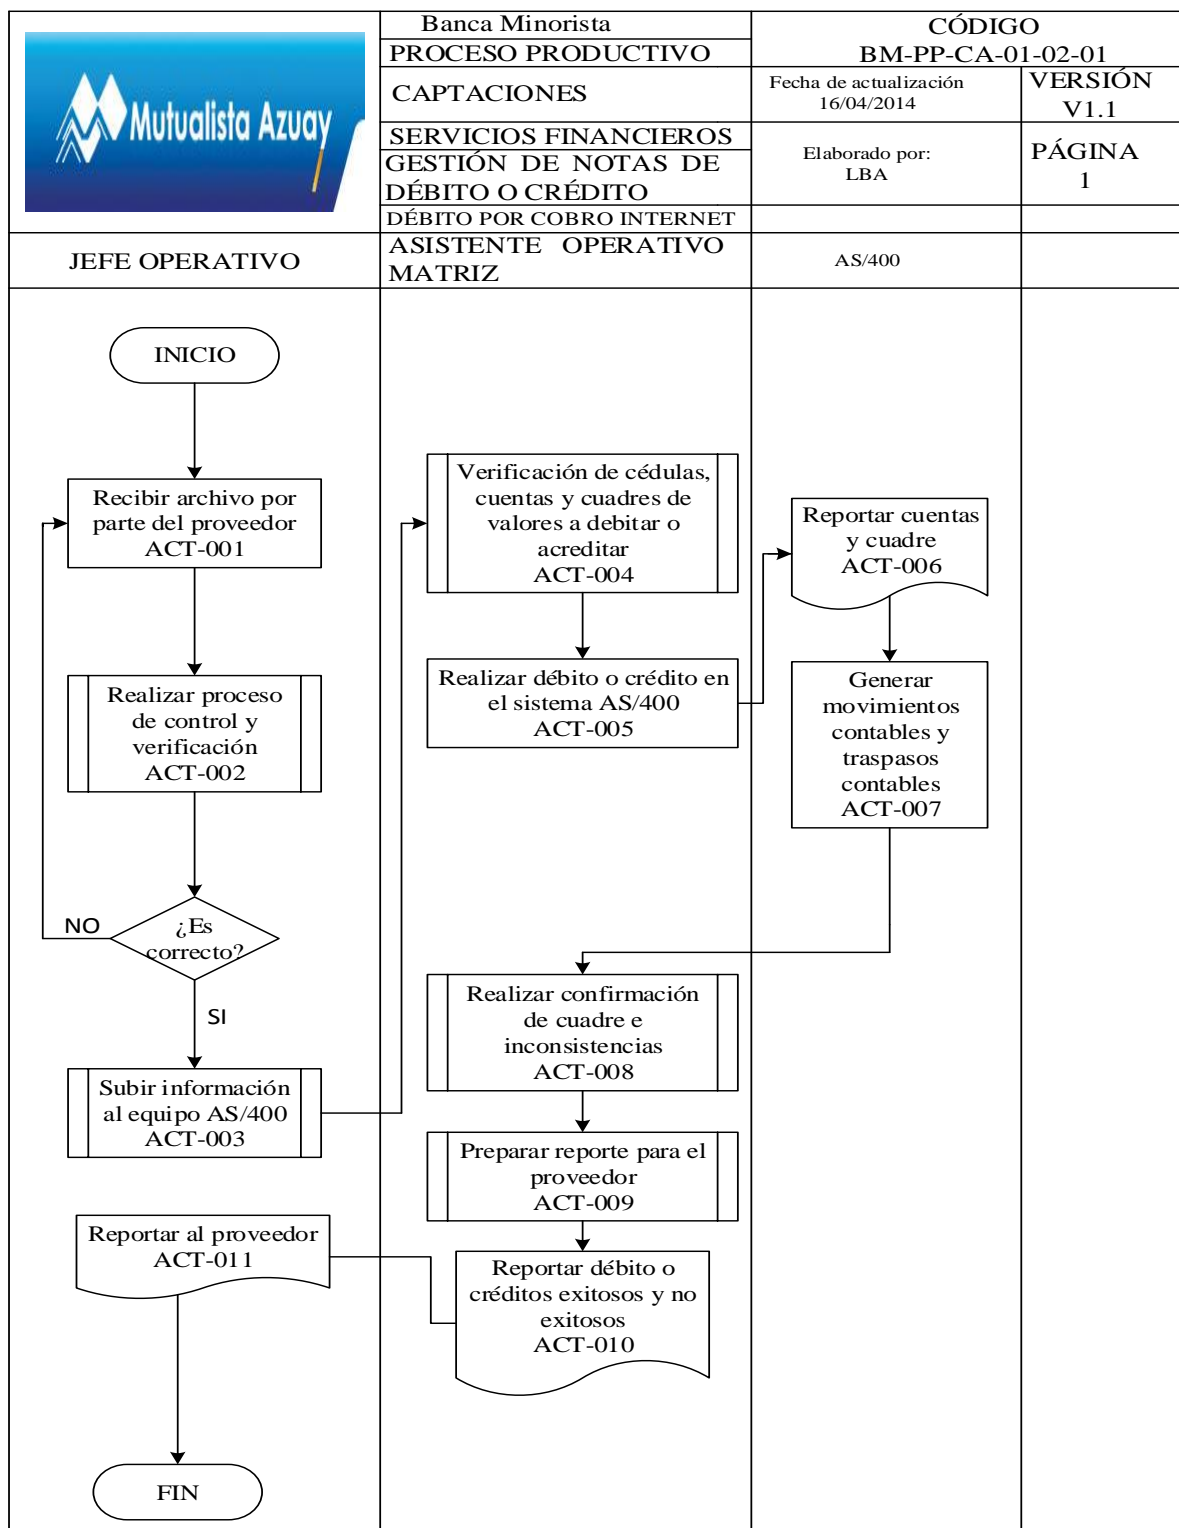 Mutualista Azuay
Banca Minorista
PROCESO PRODUCTIVO
CÓDIGO
BM-PP-CA-01-02-01
CAPTACIONES
Fecha de actualización
16/04/2014
VERSIÓN
V1.1
SERVICIOS FINANCIEROS
GESTIÓN DE NOTAS DE
DÉBITO O CRÉDITO
Elaborado por:
LBA
PÁGINA
1
DÉBITO POR COBRO INTERNET
JEFE OPERATIVO
ASISTENTE OPERATIVO
MATRIZ
AS/400
INICIO
Recibir archivo por
parte del proveedor
ACT-001
Realizar proceso
de control y
verificación
ACT-002
¿Es
correcto?
NO
SI
Subir información
al equipo AS/400
ACT-003
Verificación de cédulas,
cuentas y cuadres de
valores a debitar o
acreditar
ACT-004
Realizar débito o crédito en
el sistema AS/400
ACT-005
Reportar cuentas
y cuadre
ACT-006
Generar
movimientos
contables y
traspasos
contables
ACT-007
Realizar confirmación
de cuadre e
inconsistencias
ACT-008
Preparar reporte para el
proveedor
ACT-009
Reportar débito o
créditos exitosos y no
exitosos
ACT-010
Reportar al proveedor
ACT-011
FIN